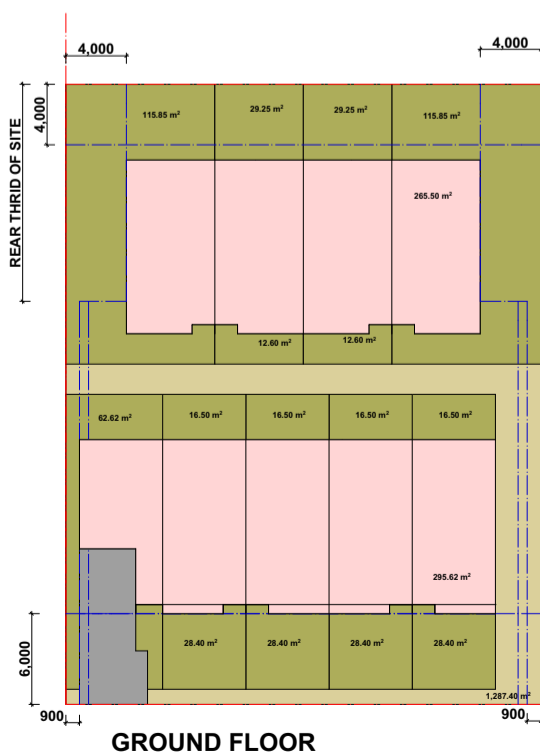 4,000
4,000
4,000
REAR THRID OF SITE
115.85 m²
29.25 m²
29.25 m²
115.85 m²
265.50 m²
12.60 m²
12.60 m²
62.62 m²
16.50 m²
16.50 m²
16.50 m²
16.50 m²
295.62 m²
6,000
28.40 m²
28.40 m²
28.40 m²
28.40 m²
1,287.40 m²
900
900
GROUND FLOOR